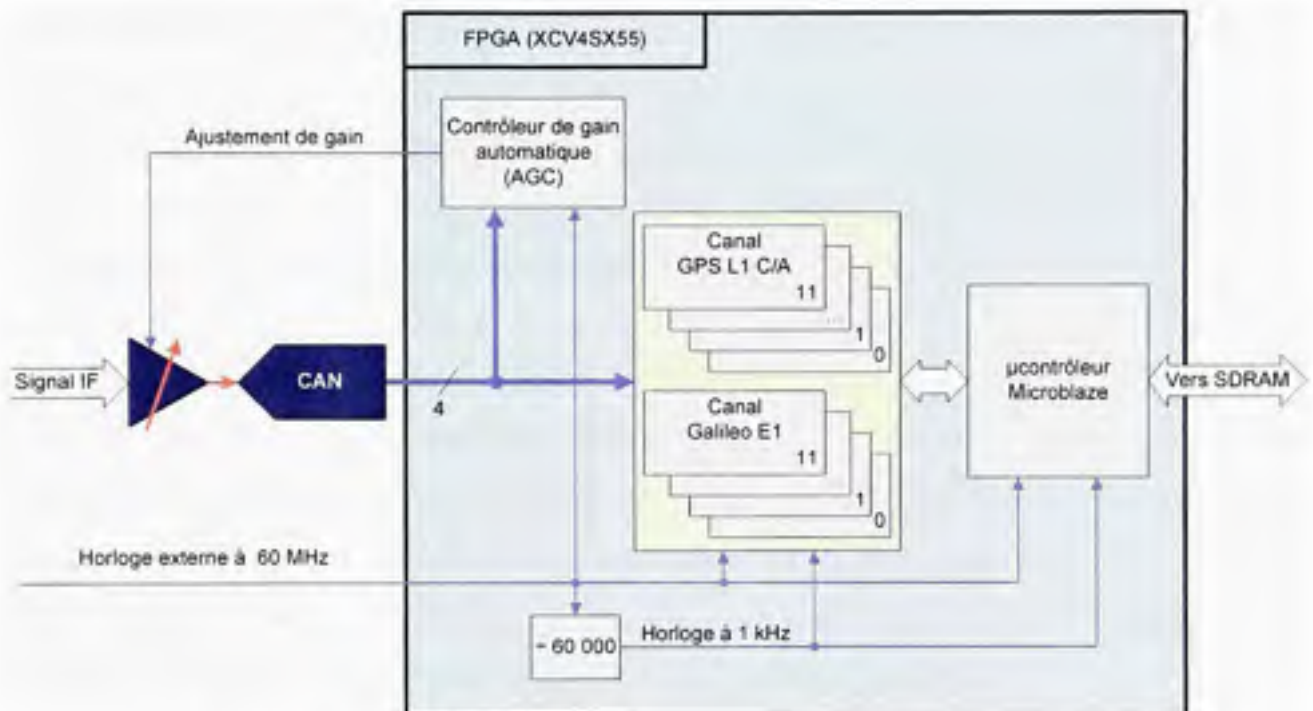 FPGA (XCV4SX55)
Contrôleur de gain
automatique
(AGC)
Ajustement de gain
Canal
GPS L1 C/A
11
...
1
0
Signal IF
CAN
4
µcontrôleur
Microblaze
Vers SDRAM
Canal
Galileo E1
11
1
0
Horloge externe à 60 MHz
÷ 60 000
Horloge à 1 kHz